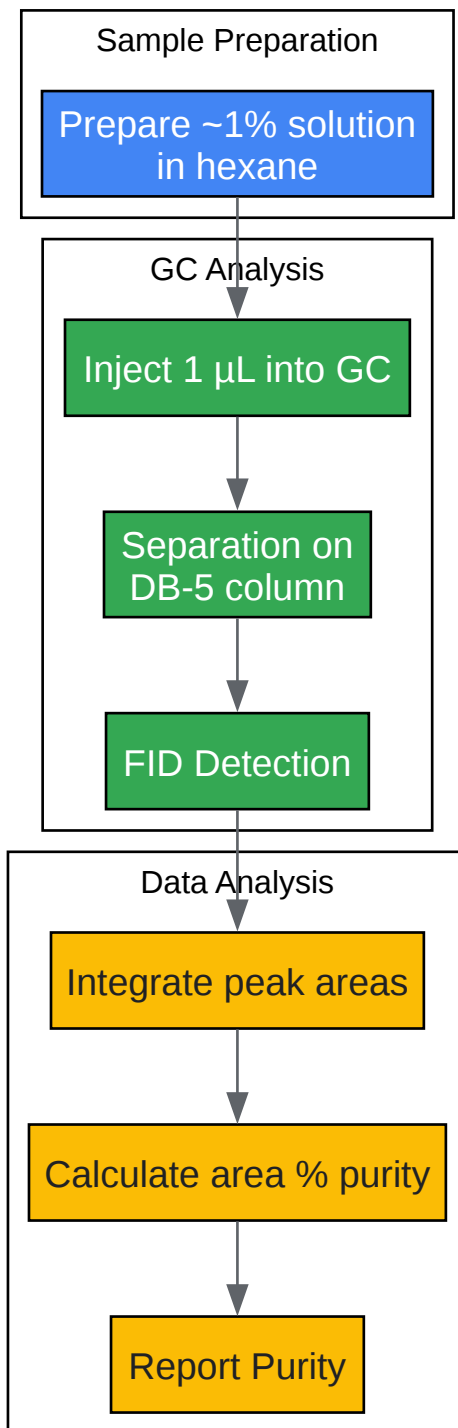 Sample Preparation
Prepare ~1% solution
in hexane
GC Analysis
Inject 1 µL into GC
Separation on
DB-5 column
FID Detection
Data Analysis
Integrate peak areas
Calculate area % purity
Report Purity